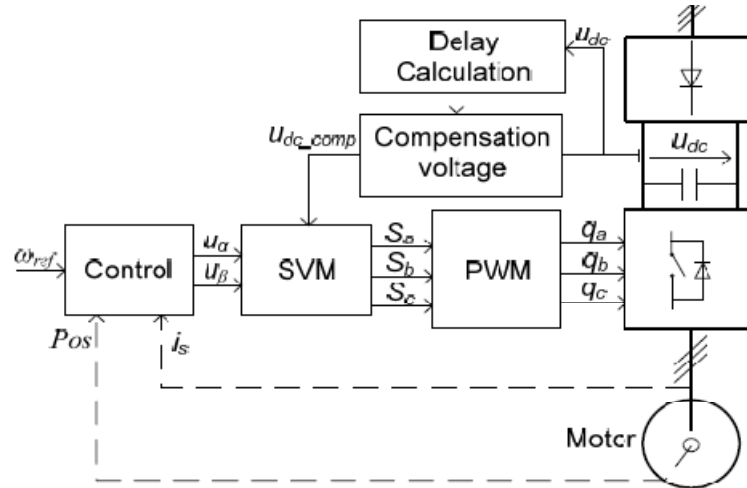 Delay
Calculation
u_dc
u_dc_comp
Compensation
voltage
u_dc
ω_ref
Control
u_α
u_β
SVM
S_a
S_b
S_c
PWM
q_a
q_b
q_c
Pos
i_s
Motor